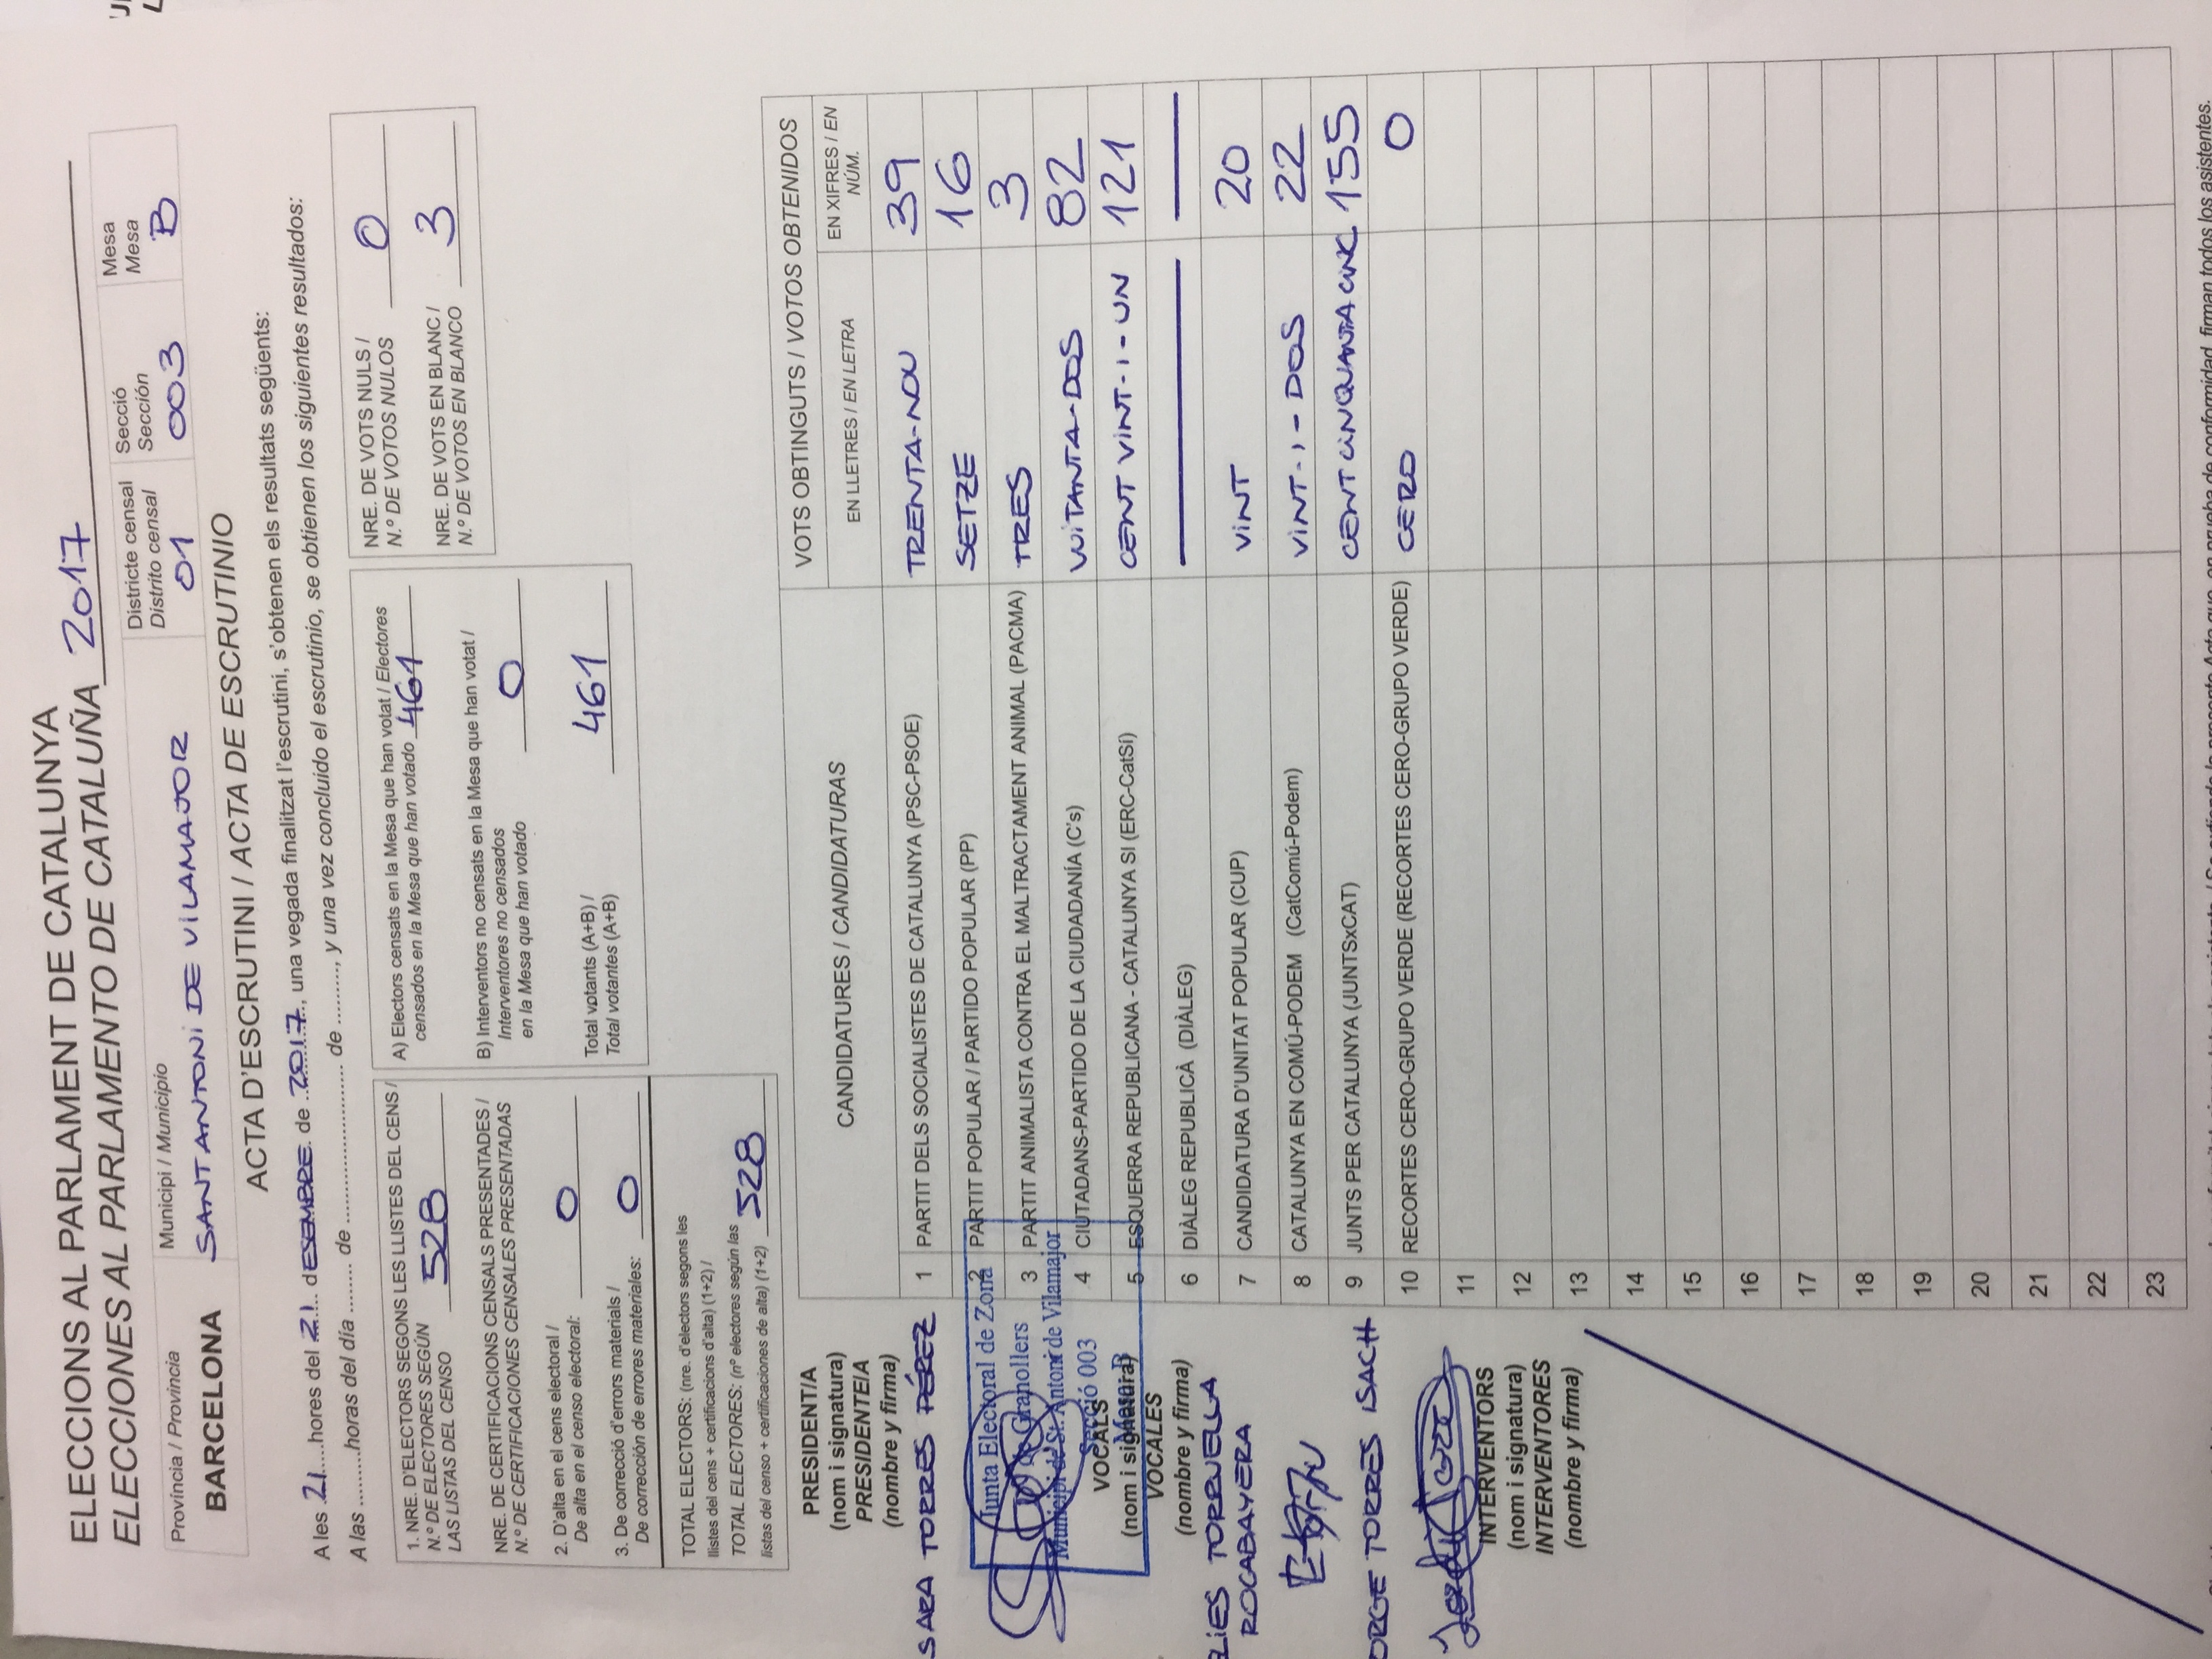 ELECCIONS AL PARLAMENT DE CATALUNYA
ELECCIONES AL PARLAMENTO DE CATALUÑA 2017
Província / Provincia
BARCELONA
Municipi / Municipio
SANT ANTONI DE VILAMAJOR
Districte censal
Distrito censal
01
Secció
Sección
003
Mesa
Mesa
B
ACTA D'ESCRUTINI / ACTA DE ESCRUTINIO
A les 21 hores del 21 dESEMBRE de 2017, una vegada finalitzat l'escrutini, s'obtenen els resultats següents:
A las .........horas del día ........ de ........................ de ........., y una vez concluido el escrutinio, se obtienen los siguientes resultados:
1. NRE. D'ELECTORS SEGONS LES LLISTES DEL CENS /
N.º DE ELECTORES SEGÚN
LAS LISTAS DEL CENSO 528
NRE. DE CERTIFICACIONS CENSALS PRESENTADES /
N.º DE CERTIFICACIONES CENSALES PRESENTADAS
2. D'alta en el cens electoral /
De alta en el censo electoral: 0
3. De correcció d'errors materials /
De corrección de errores materiales: 0
TOTAL ELECTORS: (nre. d'electors segons les
llistes del cens + certificacions d'alta) (1+2) /
TOTAL ELECTORES: (nº electores según las
listas del censo + certificaciones de alta) (1+2) 528
A) Electors censats en la Mesa que han votat / Electores
censados en la Mesa que han votado 461
B) Interventors no censats en la Mesa que han votat /
Interventores no censados
en la Mesa que han votado 0
Total votants (A+B) /
Total votantes (A+B) 461
NRE. DE VOTS NULS /
N.º DE VOTOS NULOS 0
NRE. DE VOTS EN BLANC /
N.º DE VOTOS EN BLANCO 3
PRESIDENT/A
(nom i signatura)
PRESIDENTE/A
(nombre y firma)
SARA TORRES PÉREZ
Junta Electoral de Zona
de Granollers
Municipi de St. Antoni de Vilamajor
Secció 003
Mesa: B
VOCALS
(nom i signatura)
VOCALES
(nombre y firma)
ELIES TORRUELLA
ROCABAYERA
ORGE TORRES ISACH
INTERVENTORS
(nom i signatura)
INTERVENTORES
(nombre y firma)
CANDIDATURES / CANDIDATURAS
VOTS OBTINGUTS / VOTOS OBTENIDOS
EN LLETRES / EN LETRA
EN XIFRES / EN
NÚM.
1 PARTIT DELS SOCIALISTES DE CATALUNYA (PSC-PSOE) TRENTA-NOU 39
2 PARTIT POPULAR / PARTIDO POPULAR (PP) SETZE 16
3 PARTIT ANIMALISTA CONTRA EL MALTRACTAMENT ANIMAL (PACMA) TRES 3
4 CIUTADANS-PARTIDO DE LA CIUDADANÍA (C's) VUITANTA-DOS 82
5 ESQUERRA REPUBLICANA - CATALUNYA SI (ERC-CatSí) CENT VINT-I-UN 121
6 DIÀLEG REPUBLICÀ (DIÀLEG)
7 CANDIDATURA D'UNITAT POPULAR (CUP) VINT 20
8 CATALUNYA EN COMÚ-PODEM (CatComú-Podem) VINT-I-DOS 22
9 JUNTS PER CATALUNYA (JUNTSxCAT) CENT CINQUANTA CINC 155
10 RECORTES CERO-GRUPO VERDE (RECORTES CERO-GRUPO VERDE) CERO 0
11
12
13
14
15
16
17
18
19
20
21
22
23
/ Se extiende la presente Acta que, en prueba de conformidad, firman todos los asistentes.